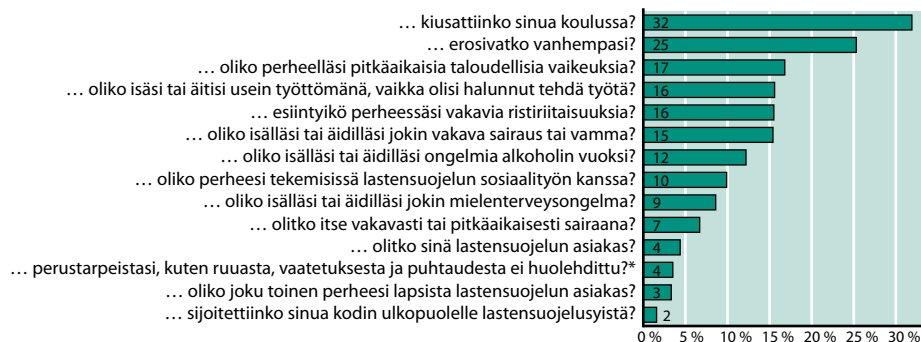 … kiusattiinko sinua koulussa? 32
… erosivatko vanhempasi? 25
… oliko perheelläsi pitkäaikaisia taloudellisia vaikeuksia? 17
… oliko isäsi tai äitisi usein työttömänä, vaikka olisi halunnut tehdä työtä? 16
… esiintyikö perheessäsi vakavia ristiriitaisuuksia? 16
… oliko isälläsi tai äidilläsi jokin vakava sairaus tai vamma? 15
… oliko isälläsi tai äidilläsi ongelmia alkoholin vuoksi? 12
… oliko perheesi tekemisissä lastensuojelun sosiaalityön kanssa? 10
… oliko isälläsi tai äidilläsi jokin mielenterveysongelma? 9
… olitko itse vakavasti tai pitkäaikaisesti sairaana? 7
… olitko sinä lastensuojelun asiakas? 4
… perustarpeistasi, kuten ruuasta, vaatetuksesta ja puhtaudesta ei huolehdittu?* 4
… oliko joku toinen perheesi lapsista lastensuojelun asiakas? 3
… sijoitettiinko sinua kodin ulkopuolelle lastensuojelusyistä? 2
0 % 5 % 10 % 15 % 20 % 25 % 30 %